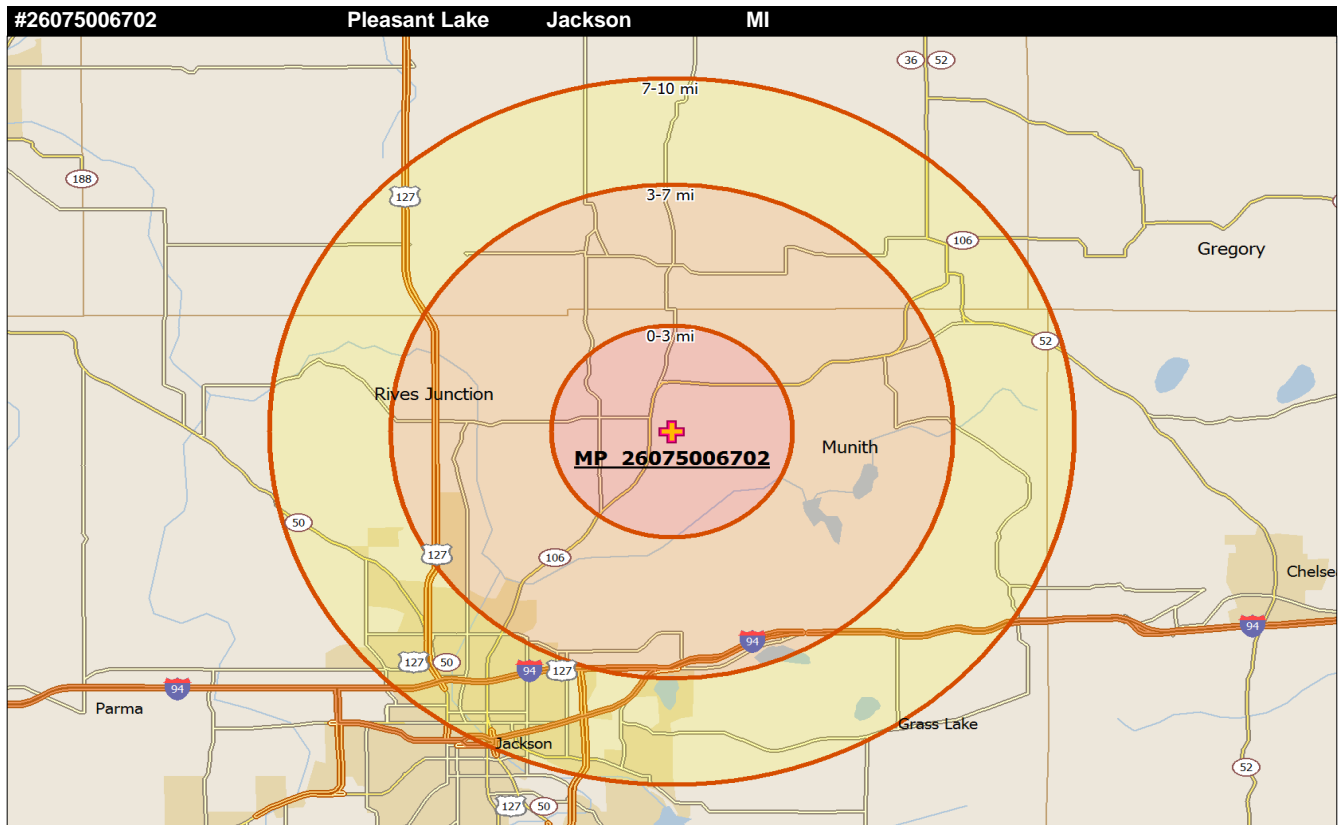 #26075006702 Pleasant Lake Jackson MI
36 52
7-10 mi
188
127
3-7 mi
106
Gregory
0-3 mi
52
Rives Junction
Munith
MP 26075006702
50
127
106
Chelse
94
94
127 50
94 127
94
Parma
Grass Lake
Jackson
52
127 50